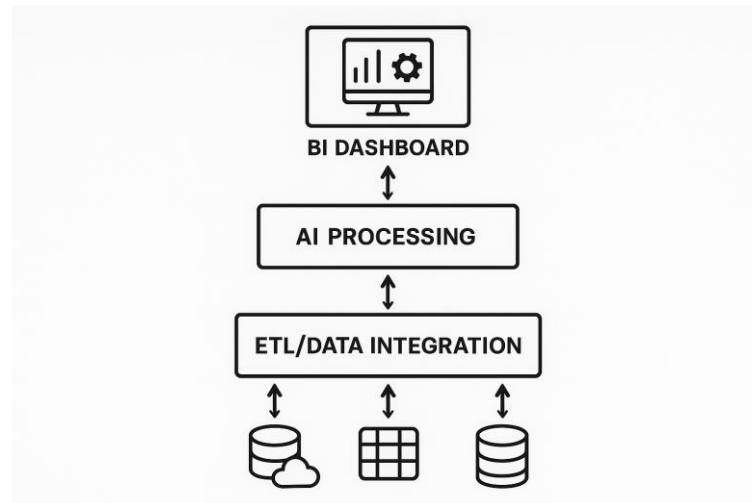 BI DASHBOARD
AI PROCESSING
ETL/DATA INTEGRATION